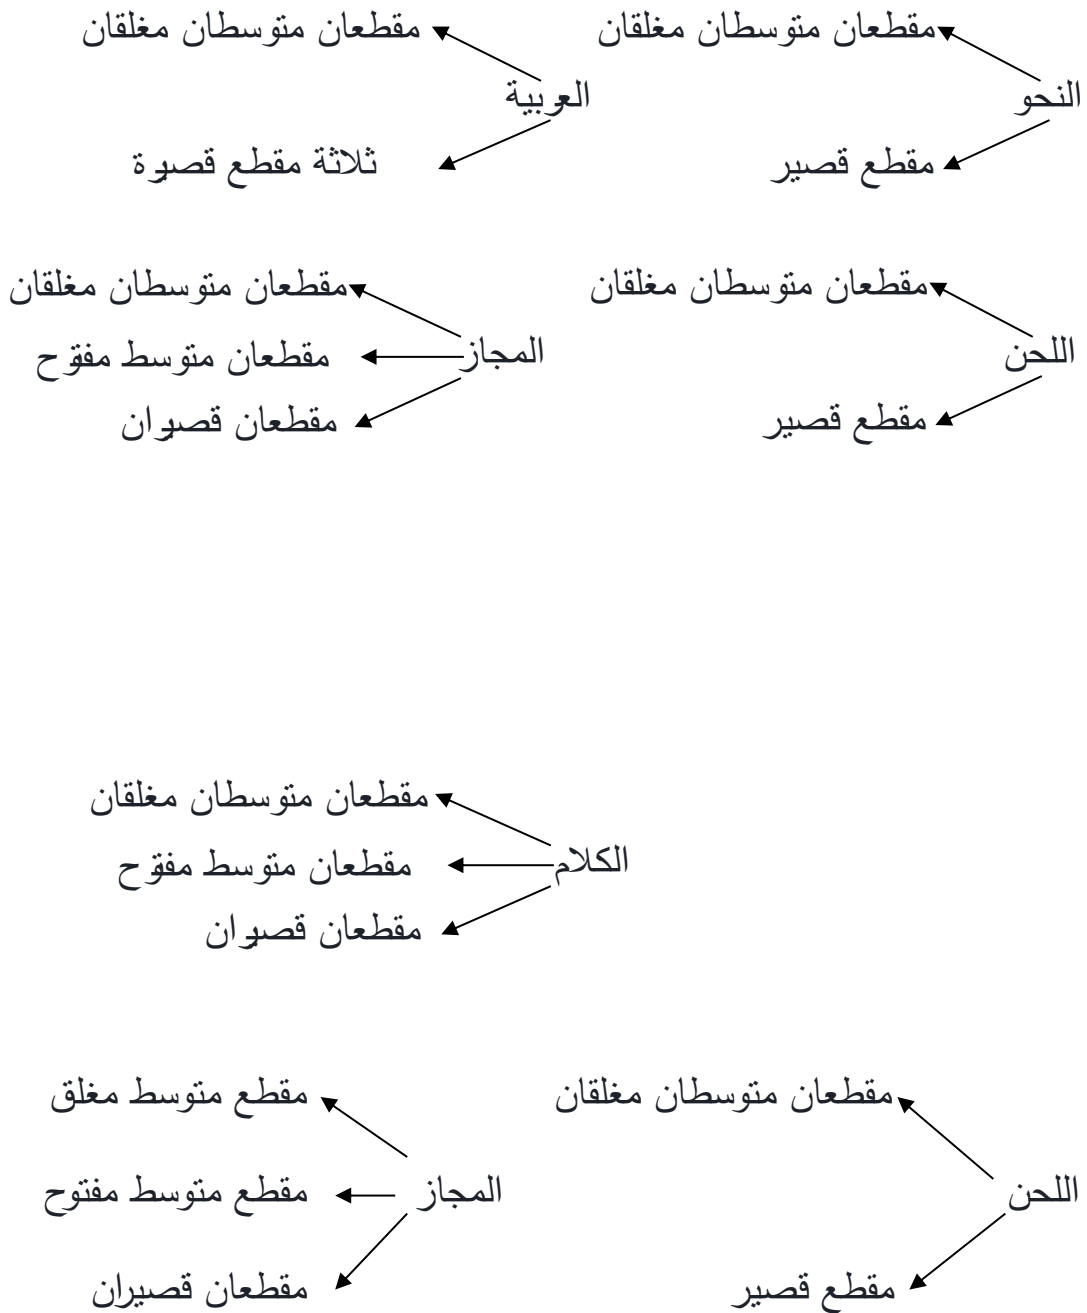 مقطعان متوسطان مغلقان
النحو
مقطع قصير
مقطعان متوسطان مغلقان
العربية
ثلاثة مقطع قصيرة
مقطعان متوسطان مغلقان
اللحن
مقطع قصير
مقطعان متوسطان مغلقان
المجاز
مقطعان متوسط مفتوح
مقطعان قصيران
مقطعان متوسطان مغلقان
الكلام
مقطعان متوسط مفتوح
مقطعان قصيران
مقطعان متوسطان مغلقان
اللحن
مقطع قصير
مقطع متوسط مغلق
المجاز
مقطع متوسط مفتوح
مقطعان قصيران